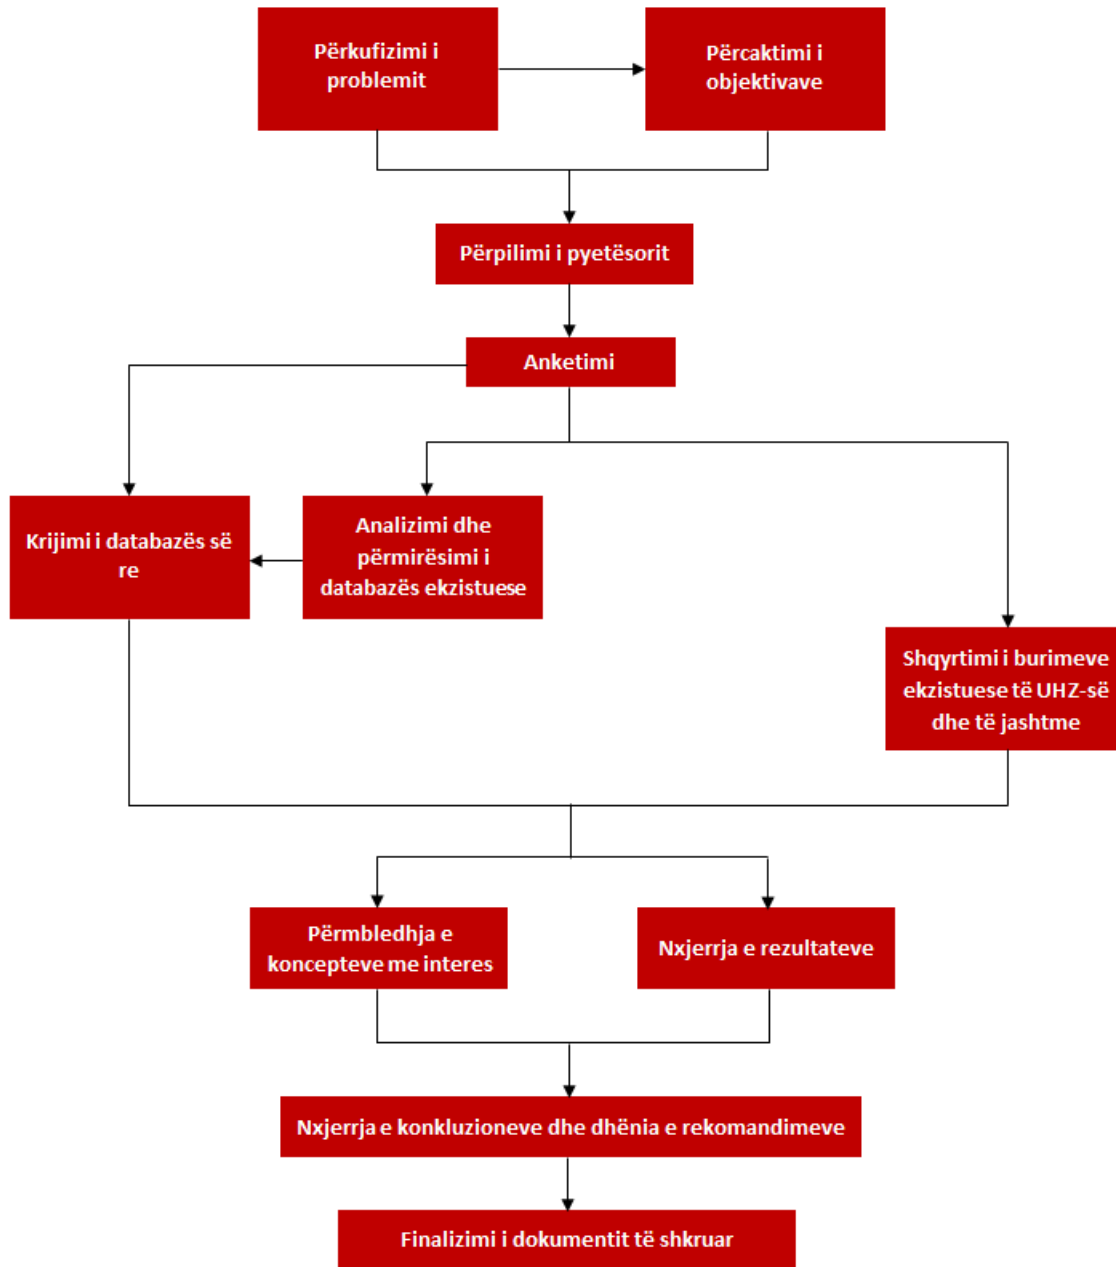 Përkufizimi i
problemit
Përcaktimi i
objektivave
Përpilimi i pyetësorit
Anketimi
Krijimi i databazës së
re
Analizimi dhe
përmirësimi i
databazës ekzistuese
Shqyrtimi i burimeve
ekzistuese të UHZ-së
dhe të jashtme
Përmbledhja e
koncepteve me interes
Nxjerrja e rezultateve
Nxjerrja e konkluzioneve dhe dhënia e rekomandimeve
Finalizimi i dokumentit të shkruar